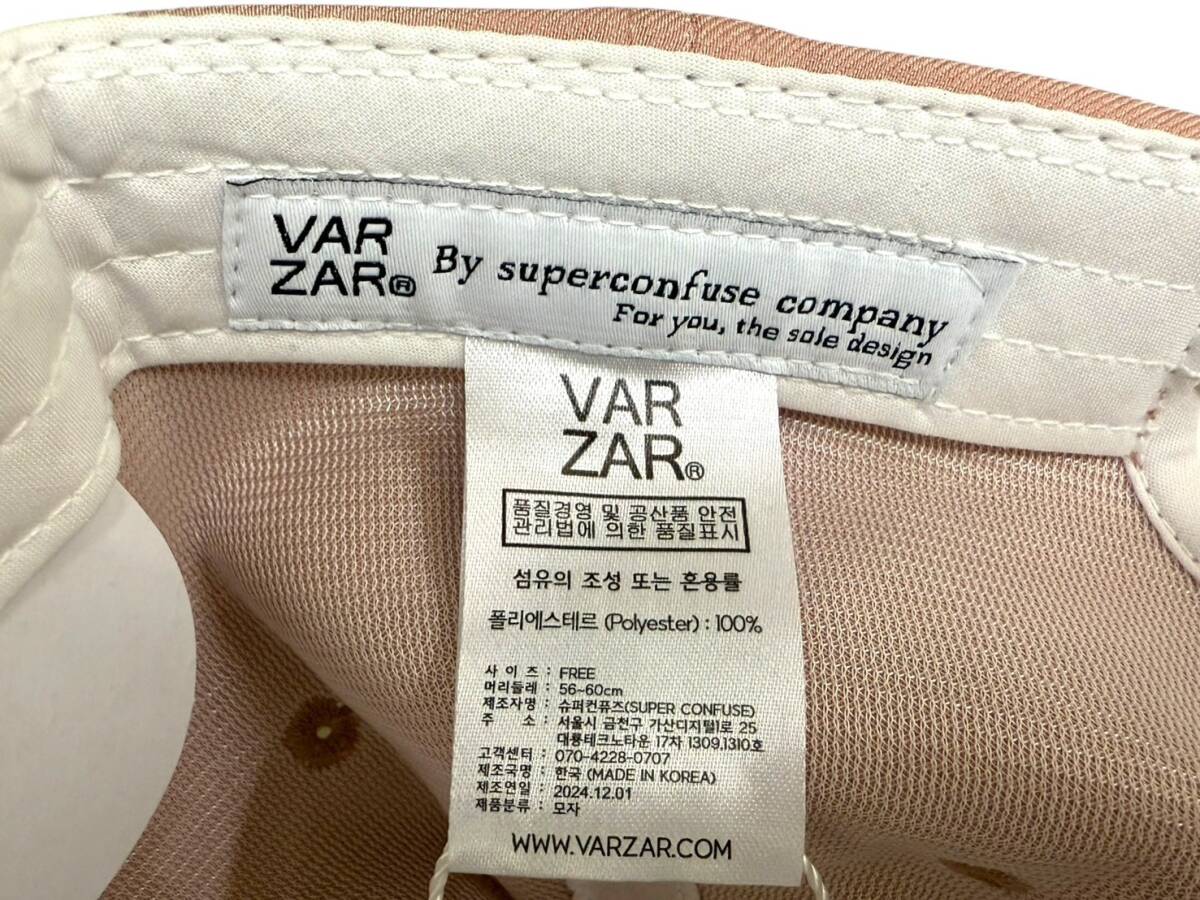 VAR
ZAR®
By superconfuse company
For you, the sole design
VAR
ZAR®
품질경영 및 공산품 안전
관리법에 의한 품질표시
섬유의 조성 또는 혼용률
폴리에스테르 (Polyester) : 100%
사 이 즈 : FREE
머리둘레 : 56~60cm
제조자명 : 슈퍼컨퓨즈(SUPER CONFUSE)
주 소 : 서울시 금천구 가산디지털1로 25
대륭테크노타운 17차 1309.1310호
고객센터 : 070-4228-0707
제조국명 : 한국 (MADE IN KOREA)
제조연일 : 2024.12.01
제품분류 : 모자
WWW.VARZAR.COM